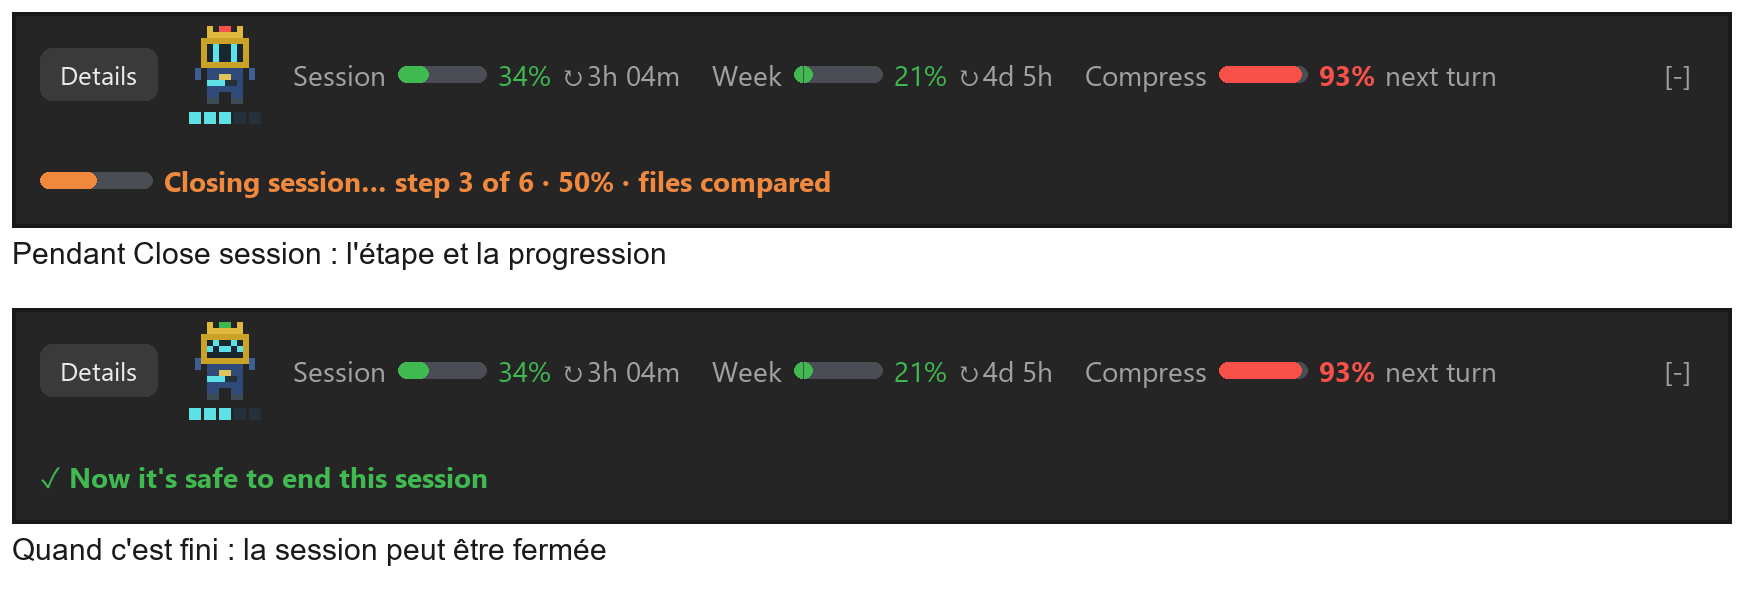 Details Session 34% ↻3h 04m Week 21% ↻4d 5h Compress 93% next turn [-]
Closing session... step 3 of 6 · 50% · files compared
Pendant Close session : l'étape et la progression
Details Session 34% ↻3h 04m Week 21% ↻4d 5h Compress 93% next turn [-]
✓ Now it's safe to end this session
Quand c'est fini : la session peut être fermée